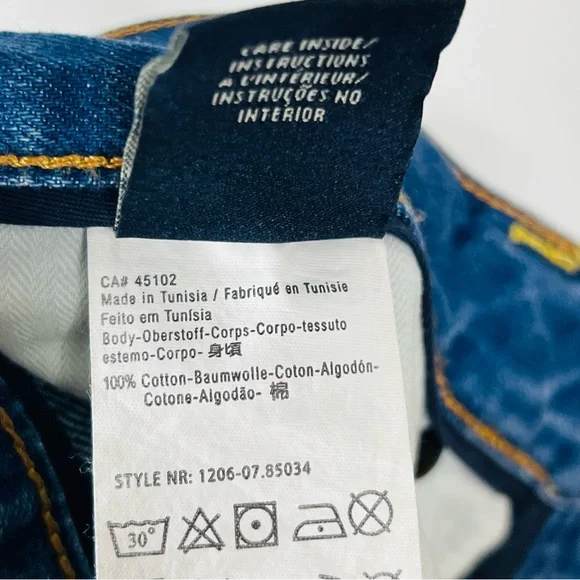 CARE INSIDE/
INSTRUCTIONS
A L'INTERIEUR/
INSTRUÇÕES NO
INTERIOR
CA# 45102
Made in Tunisia / Fabriqué en Tunisie
Feito em Tunísia
Body-Oberstoff-Corps-Corpo-tessuto
estemo-Corpo- 身頃
100% Cotton-Baumwolle-Coton-Algodón-
Cotone-Algodão- 棉
STYLE NR: 1206-07.85034
30°